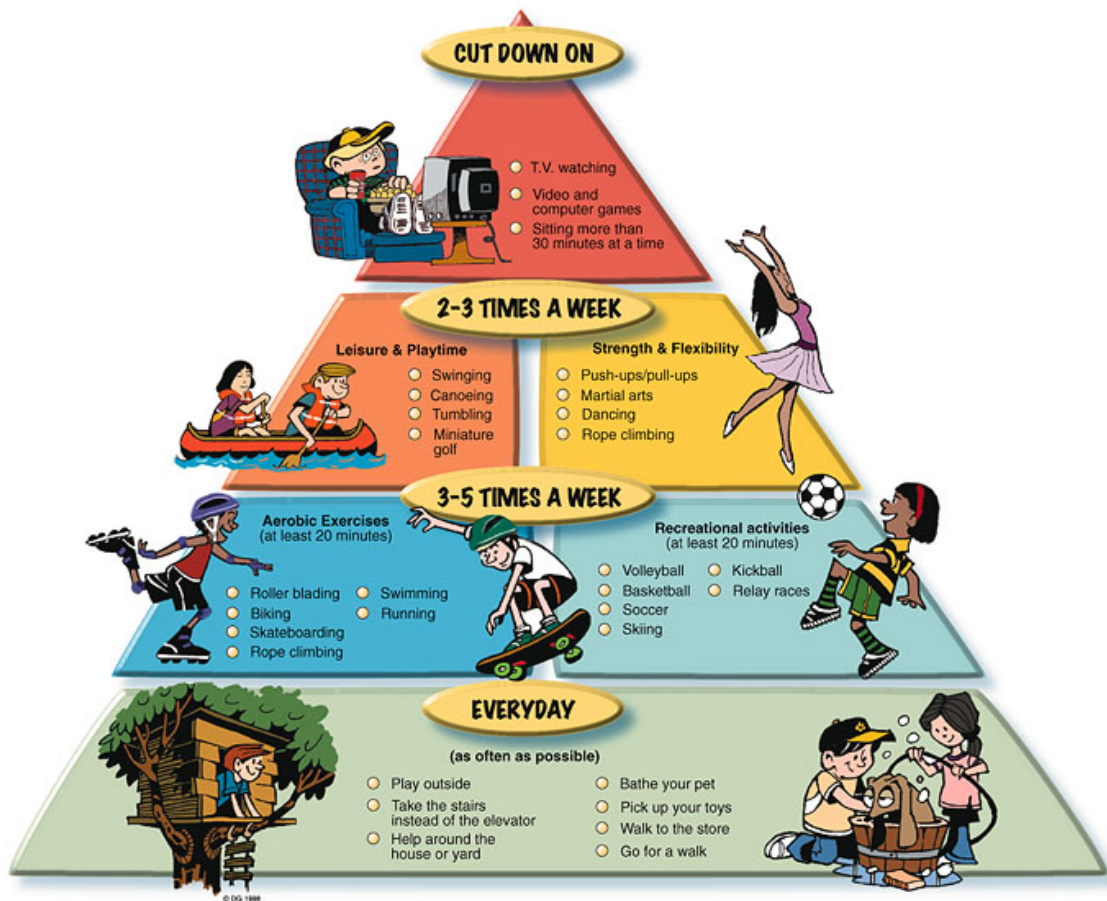 CUT DOWN ON
T.V. watching
Video and
computer games
Sitting more than
30 minutes at a time
2-3 TIMES A WEEK
Leisure & Playtime
Swinging
Canoeing
Tumbling
Miniature
golf
Strength & Flexibility
Push-ups/pull-ups
Martial arts
Dancing
Rope climbing
3-5 TIMES A WEEK
Aerobic Exercises
(at least 20 minutes)
Roller blading
Biking
Skateboarding
Rope climbing
Swimming
Running
Recreational activities
(at least 20 minutes)
Volleyball
Basketball
Soccer
Skiing
Kickball
Relay races
EVERYDAY
(as often as possible)
Play outside
Take the stairs
instead of the elevator
Help around the
house or yard
Bathe your pet
Pick up your toys
Walk to the store
Go for a walk
© DG 1998